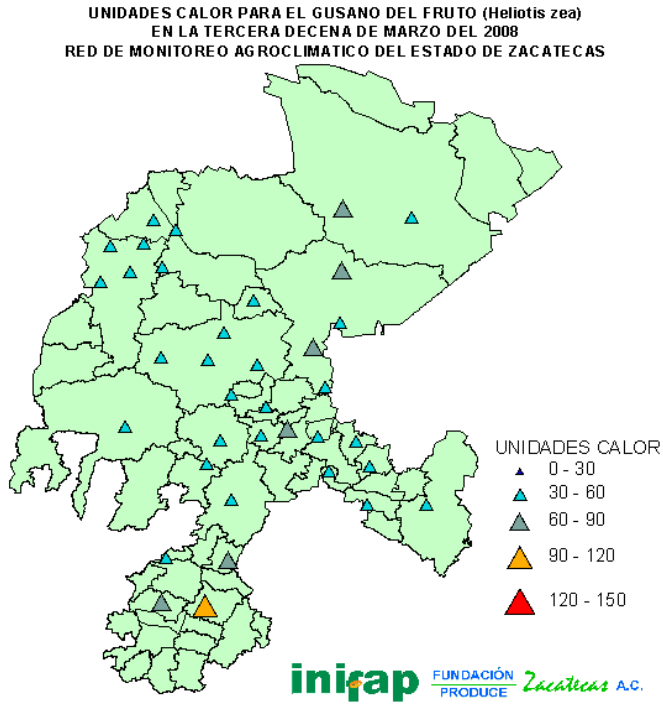 UNIDADES CALOR PARA EL GUSANO DEL FRUTO (Heliotis zea)
EN LA TERCERA DECENA DE MARZO DEL 2008
RED DE MONITOREO AGROCLIMATICO DEL ESTADO DE ZACATECAS
UNIDADES CALOR
0 - 30
30 - 60
60 - 90
90 - 120
120 - 150
inifap
FUNDACIÓN
PRODUCE
Zacatecas A.C.